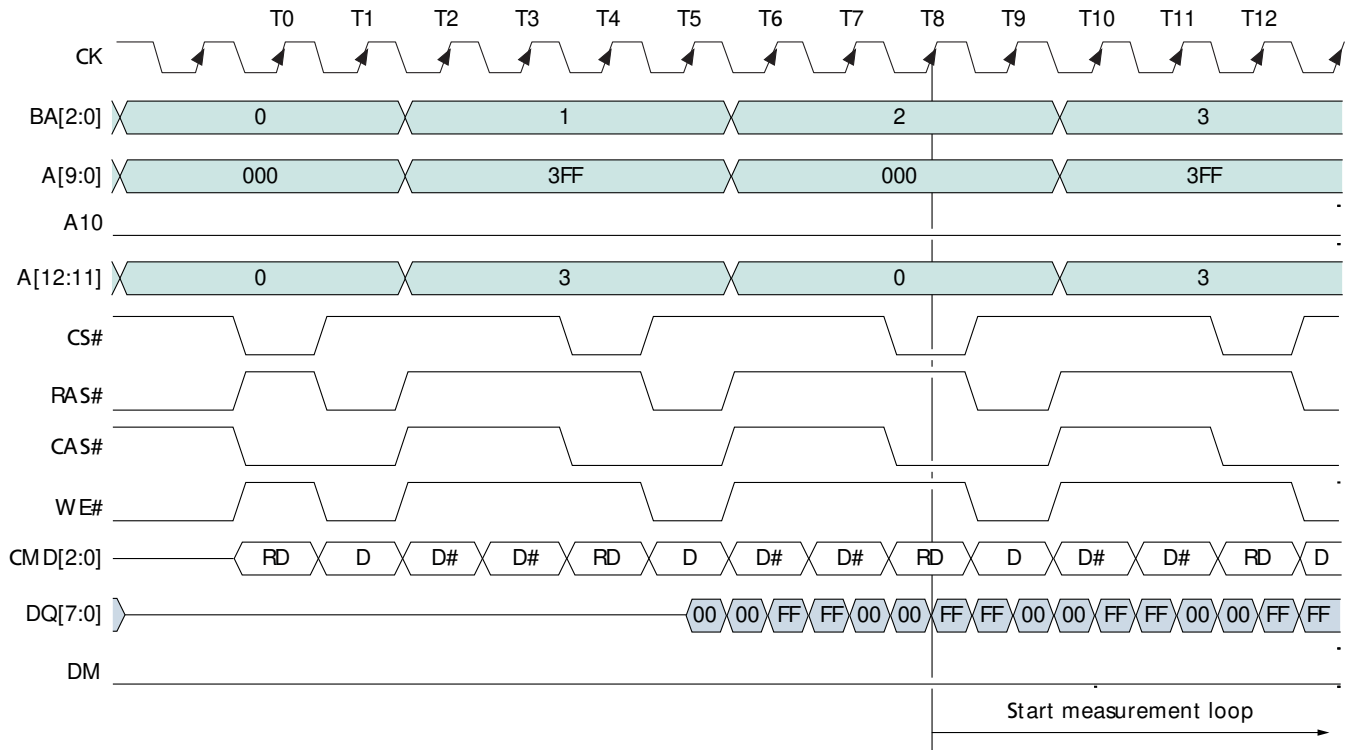 T0 T1 T2 T3 T4 T5 T6 T7 T8 T9 T10 T11 T12
CK
BA[2:0] 0 1 2 3
A[9:0] 000 3FF 000 3FF
A10
A[12:11] 0 3 0 3
CS#
RAS#
CAS#
WE#
CMD[2:0] RD D D# D# RD D D# D# RD D D# D# RD D
DQ[7:0] 00 00 FF FF 00 00 FF FF 00 00 FF FF 00 00 FF FF
DM
Start measurement loop